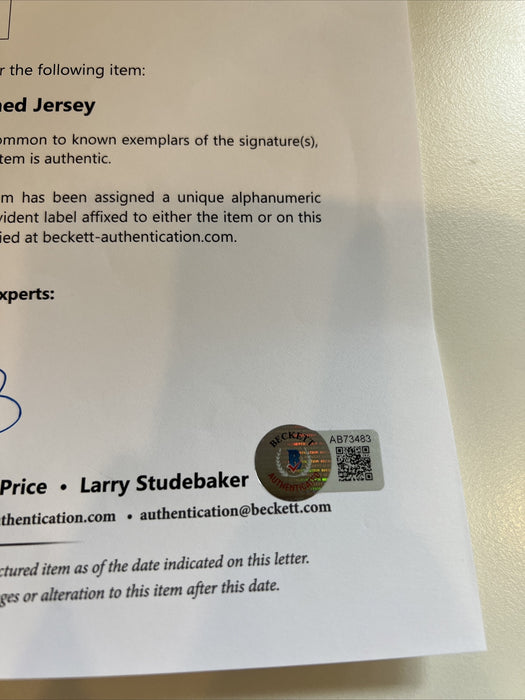 r the following item:
ned Jersey
ommon to known exemplars of the signature(s),
tem is authentic.
m has been assigned a unique alphanumeric
vident label affixed to either the item or on this
ied at beckett-authentication.com.
xperts:
BECKETT
AUTHENTICATION
AB73483
Price • Larry Studebaker
thentication.com • authentication@beckett.com
ctured item as of the date indicated on this letter.
ges or alteration to this item after this date.